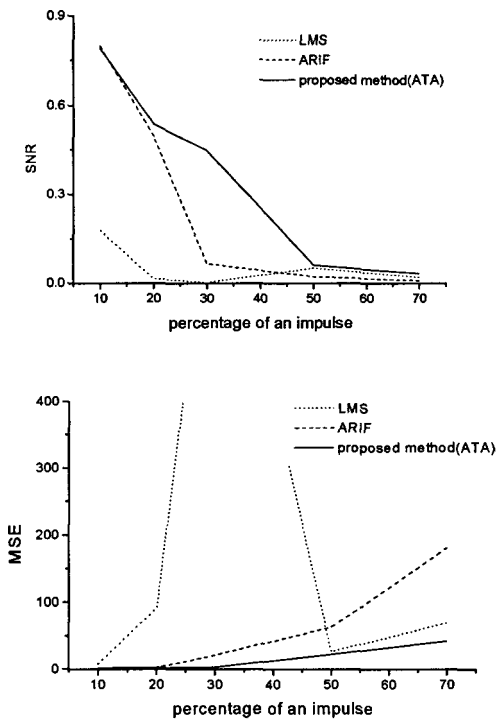 0.9
LMS
ARIF
proposed method(ATA)
0.6
SNR
0.3
0.0
10 20 30 40 50 60 70
percentage of an impulse
400
LMS
ARIF
proposed method(ATA)
300
MSE
200
100
0
10 20 30 40 50 60 70
percentage of an impulse